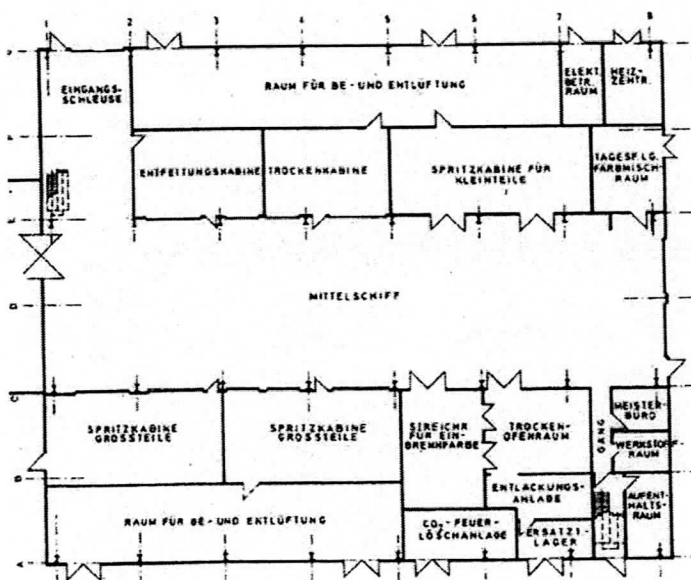 1 2 3 4 5 6 7 8
EINGANGS-
SCHLEUSE
RAUM FÜR BE- UND ENTLÜFTUNG
ELEKT.
BETR.
RAUM
HEIZ-
ZENTR.
F
ENTFETTUNGSKABINE
TROCKENKABINE
SPRITZKABINE FÜR
KLEINTEILE
TAGESFLG.
FARBMISCH-
RAUM
E
D
MITTELSCHIFF
C
SPRITZKABINE
GROSSTEILE
SPRITZKABINE
GROSSTEILE
STREICHR
FÜR EIN-
BRENNFARBE
TROCKEN-
OFENRAUM
GANG
MEISTER
BÜRO
WERKSTOFF
RAUM
B
RAUM FÜR BE- UND ENTLÜFTUNG
ENTLACKUNGS-
ANLAGE
AUFENT
HALTS-
RAUM
CO₂-FEUER-
LÖSCHANLAGE
ERSATZT.-
LAGER
A